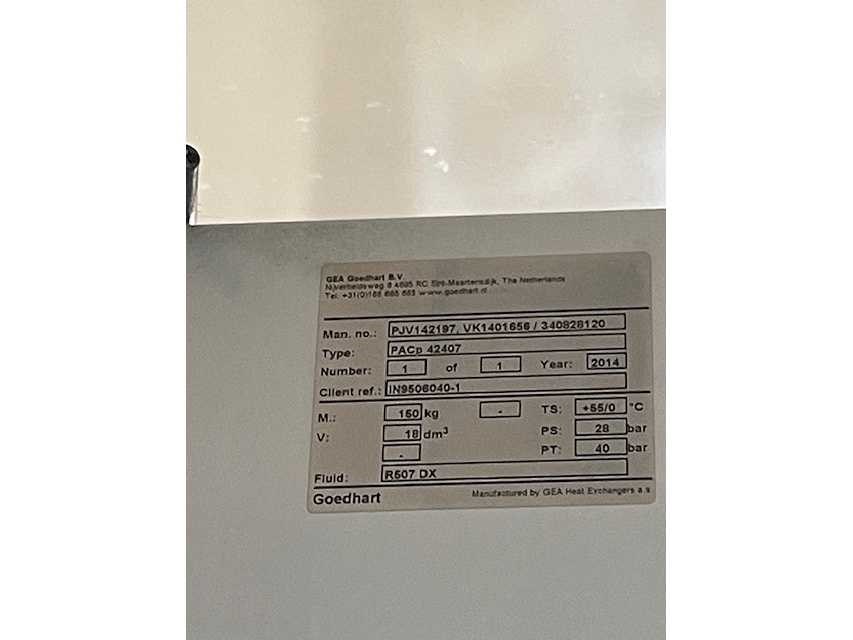 GEA Goedhart B.V.
Nijverheidsweg 6 4695 RC Sint-Maartensdijk, The Netherlands
Tel: +31(0)166 665 665 www.goedhart.nl
Man. no.: PJV142197, VK1401656 / 340828120
Type: PACp 42407
Number: 1 of 1 Year: 2014
Client ref.: IN9506040-1
M.: 150 kg - TS: +55/0 °C
V: 18 dm³ PS: 28 bar
- PT: 40 bar
Fluid: R507 DX
Goedhart Manufactured by GEA Heat Exchangers a.s